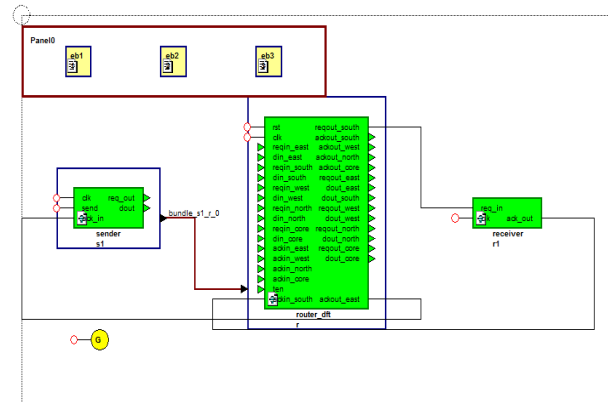 Panel0
eb1
eb2
eb3
rst reqout_south
clk ackout_south
reqin_east ackout_west
din_east ackout_north
reqin_south ackout_core
din_south reqout_east
reqin_west dout_east
din_west dout_south
reqin_north reqout_west
din_north dout_west
reqin_core reqout_north
din_core dout_north
ackin_east reqout_core
ackin_west dout_core
ackin_north
ackin_core
ten
ackin_south ackout_east
router_dft
r
clk req_out
send dout
ck_in
sender
s1
bundle_s1_r_0
req_in
ack_out
receiver
r1
G